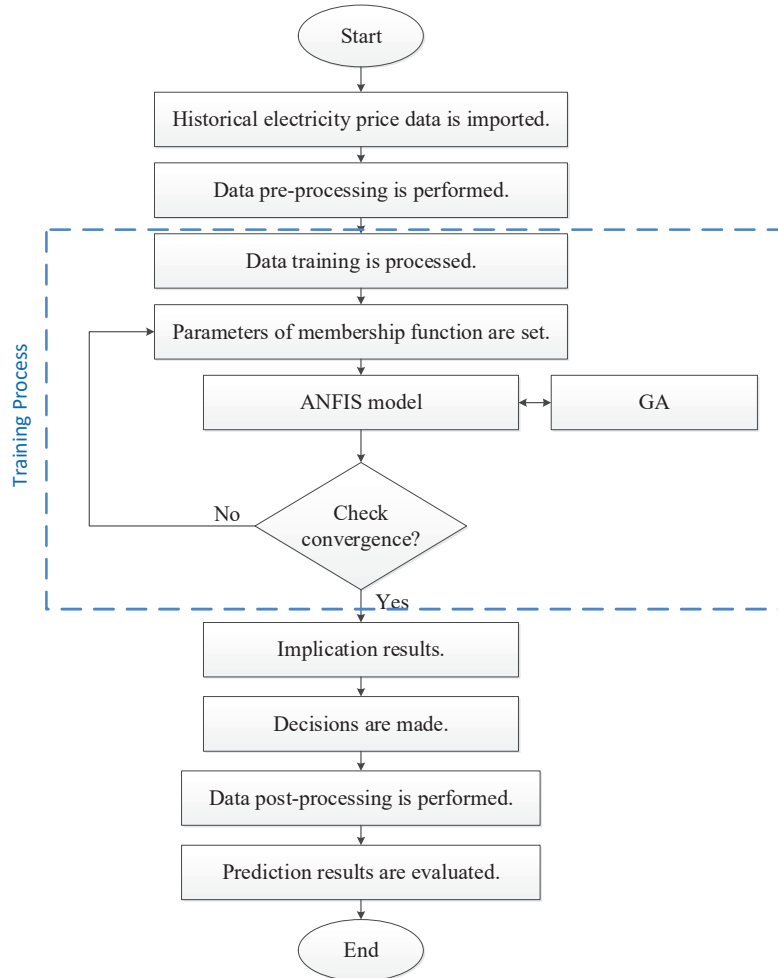 Start
Historical electricity price data is imported.
Data pre-processing is performed.
Data training is processed.
Parameters of membership function are set.
ANFIS model
GA
Training Process
No
Check
convergence?
Yes
Implication results.
Decisions are made.
Data post-processing is performed.
Prediction results are evaluated.
End